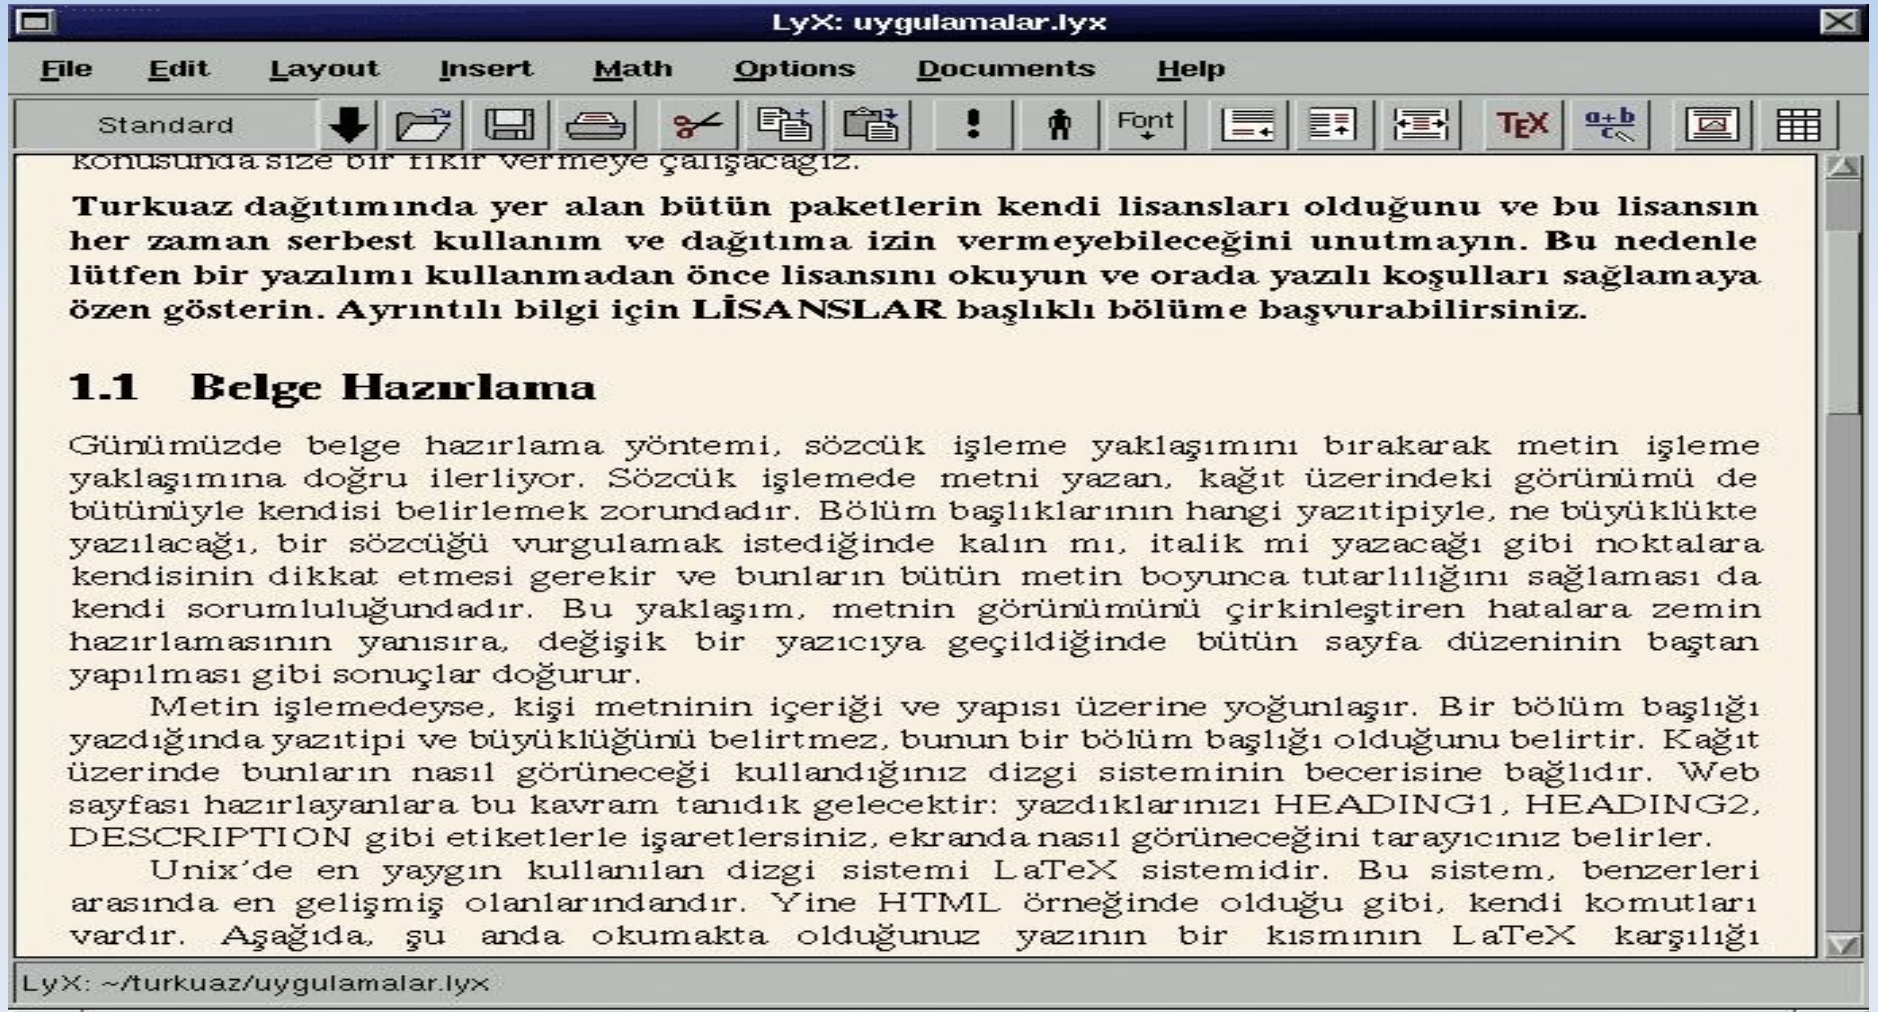 LyX: uygulamalar.lyx
File Edit Layout Insert Math Options Documents Help
Standard Font TEX a+b c
konusunda size bir fikir vermeye çalışacağız.
Turkuaz dağıtımında yer alan bütün paketlerin kendi lisansları olduğunu ve bu lisansın
her zaman serbest kullanım ve dağıtıma izin vermeyebileceğini unutmayın. Bu nedenle
lütfen bir yazılımı kullanmadan önce lisansını okuyun ve orada yazılı koşulları sağlamaya
özen gösterin. Ayrıntılı bilgi için LİSANSLAR başlıklı bölüme başvurabilirsiniz.
1.1 Belge Hazırlama
Günümüzde belge hazırlama yöntemi, sözcük işleme yaklaşımını bırakarak metin işleme
yaklaşımına doğru ilerliyor. Sözcük işlemede metni yazan, kağıt üzerindeki görünümü de
bütünüyle kendisi belirlemek zorundadır. Bölüm başlıklarının hangi yazıtipiyle, ne büyüklükte
yazılacağı, bir sözcüğü vurgulamak istediğinde kalın mı, italik mi yazacağı gibi noktalara
kendisinin dikkat etmesi gerekir ve bunların bütün metin boyunca tutarlılığını sağlaması da
kendi sorumluluğundadır. Bu yaklaşım, metnin görünümünü çirkinleştiren hatalara zemin
hazırlamasının yanısıra, değişik bir yazıcıya geçildiğinde bütün sayfa düzeninin baştan
yapılması gibi sonuçlar doğurur.
Metin işlemedeyse, kişi metninin içeriği ve yapısı üzerine yoğunlaşır. Bir bölüm başlığı
yazdığında yazıtipi ve büyüklüğünü belirtmez, bunun bir bölüm başlığı olduğunu belirtir. Kağıt
üzerinde bunların nasıl görüneceği kullandığınız dizgi sisteminin becerisine bağlıdır. Web
sayfası hazırlayanlara bu kavram tanıdık gelecektir: yazdıklarınızı HEADING1, HEADING2,
DESCRIPTION gibi etiketlerle işaretlersiniz, ekranda nasıl görüneceğini tarayıcınız belirler.
Unix'de en yaygın kullanılan dizgi sistemi LaTeX sistemidir. Bu sistem, benzerleri
arasında en gelişmiş olanlarındandır. Yine HTML örneğinde olduğu gibi, kendi komutları
vardır. Aşağıda, şu anda okumakta olduğunuz yazının bir kısmının LaTeX karşılığı
LyX: ~/turkuaz/uygulamalar.lyx